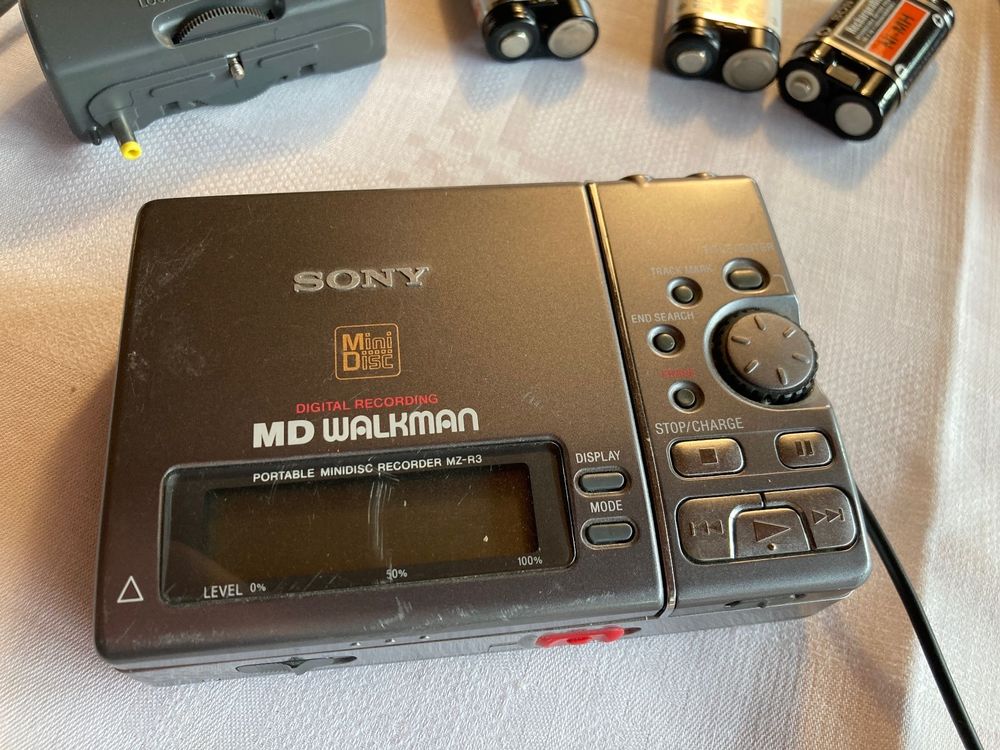 Ni-MH
SONY
Mini
Disc
DIGITAL RECORDING
MD WALKMAN
PORTABLE MINIDISC RECORDER MZ-R3
LEVEL 0% 50% 100%
DISPLAY
MODE
TRACK MARK
END SEARCH
ERASE
STOP/CHARGE